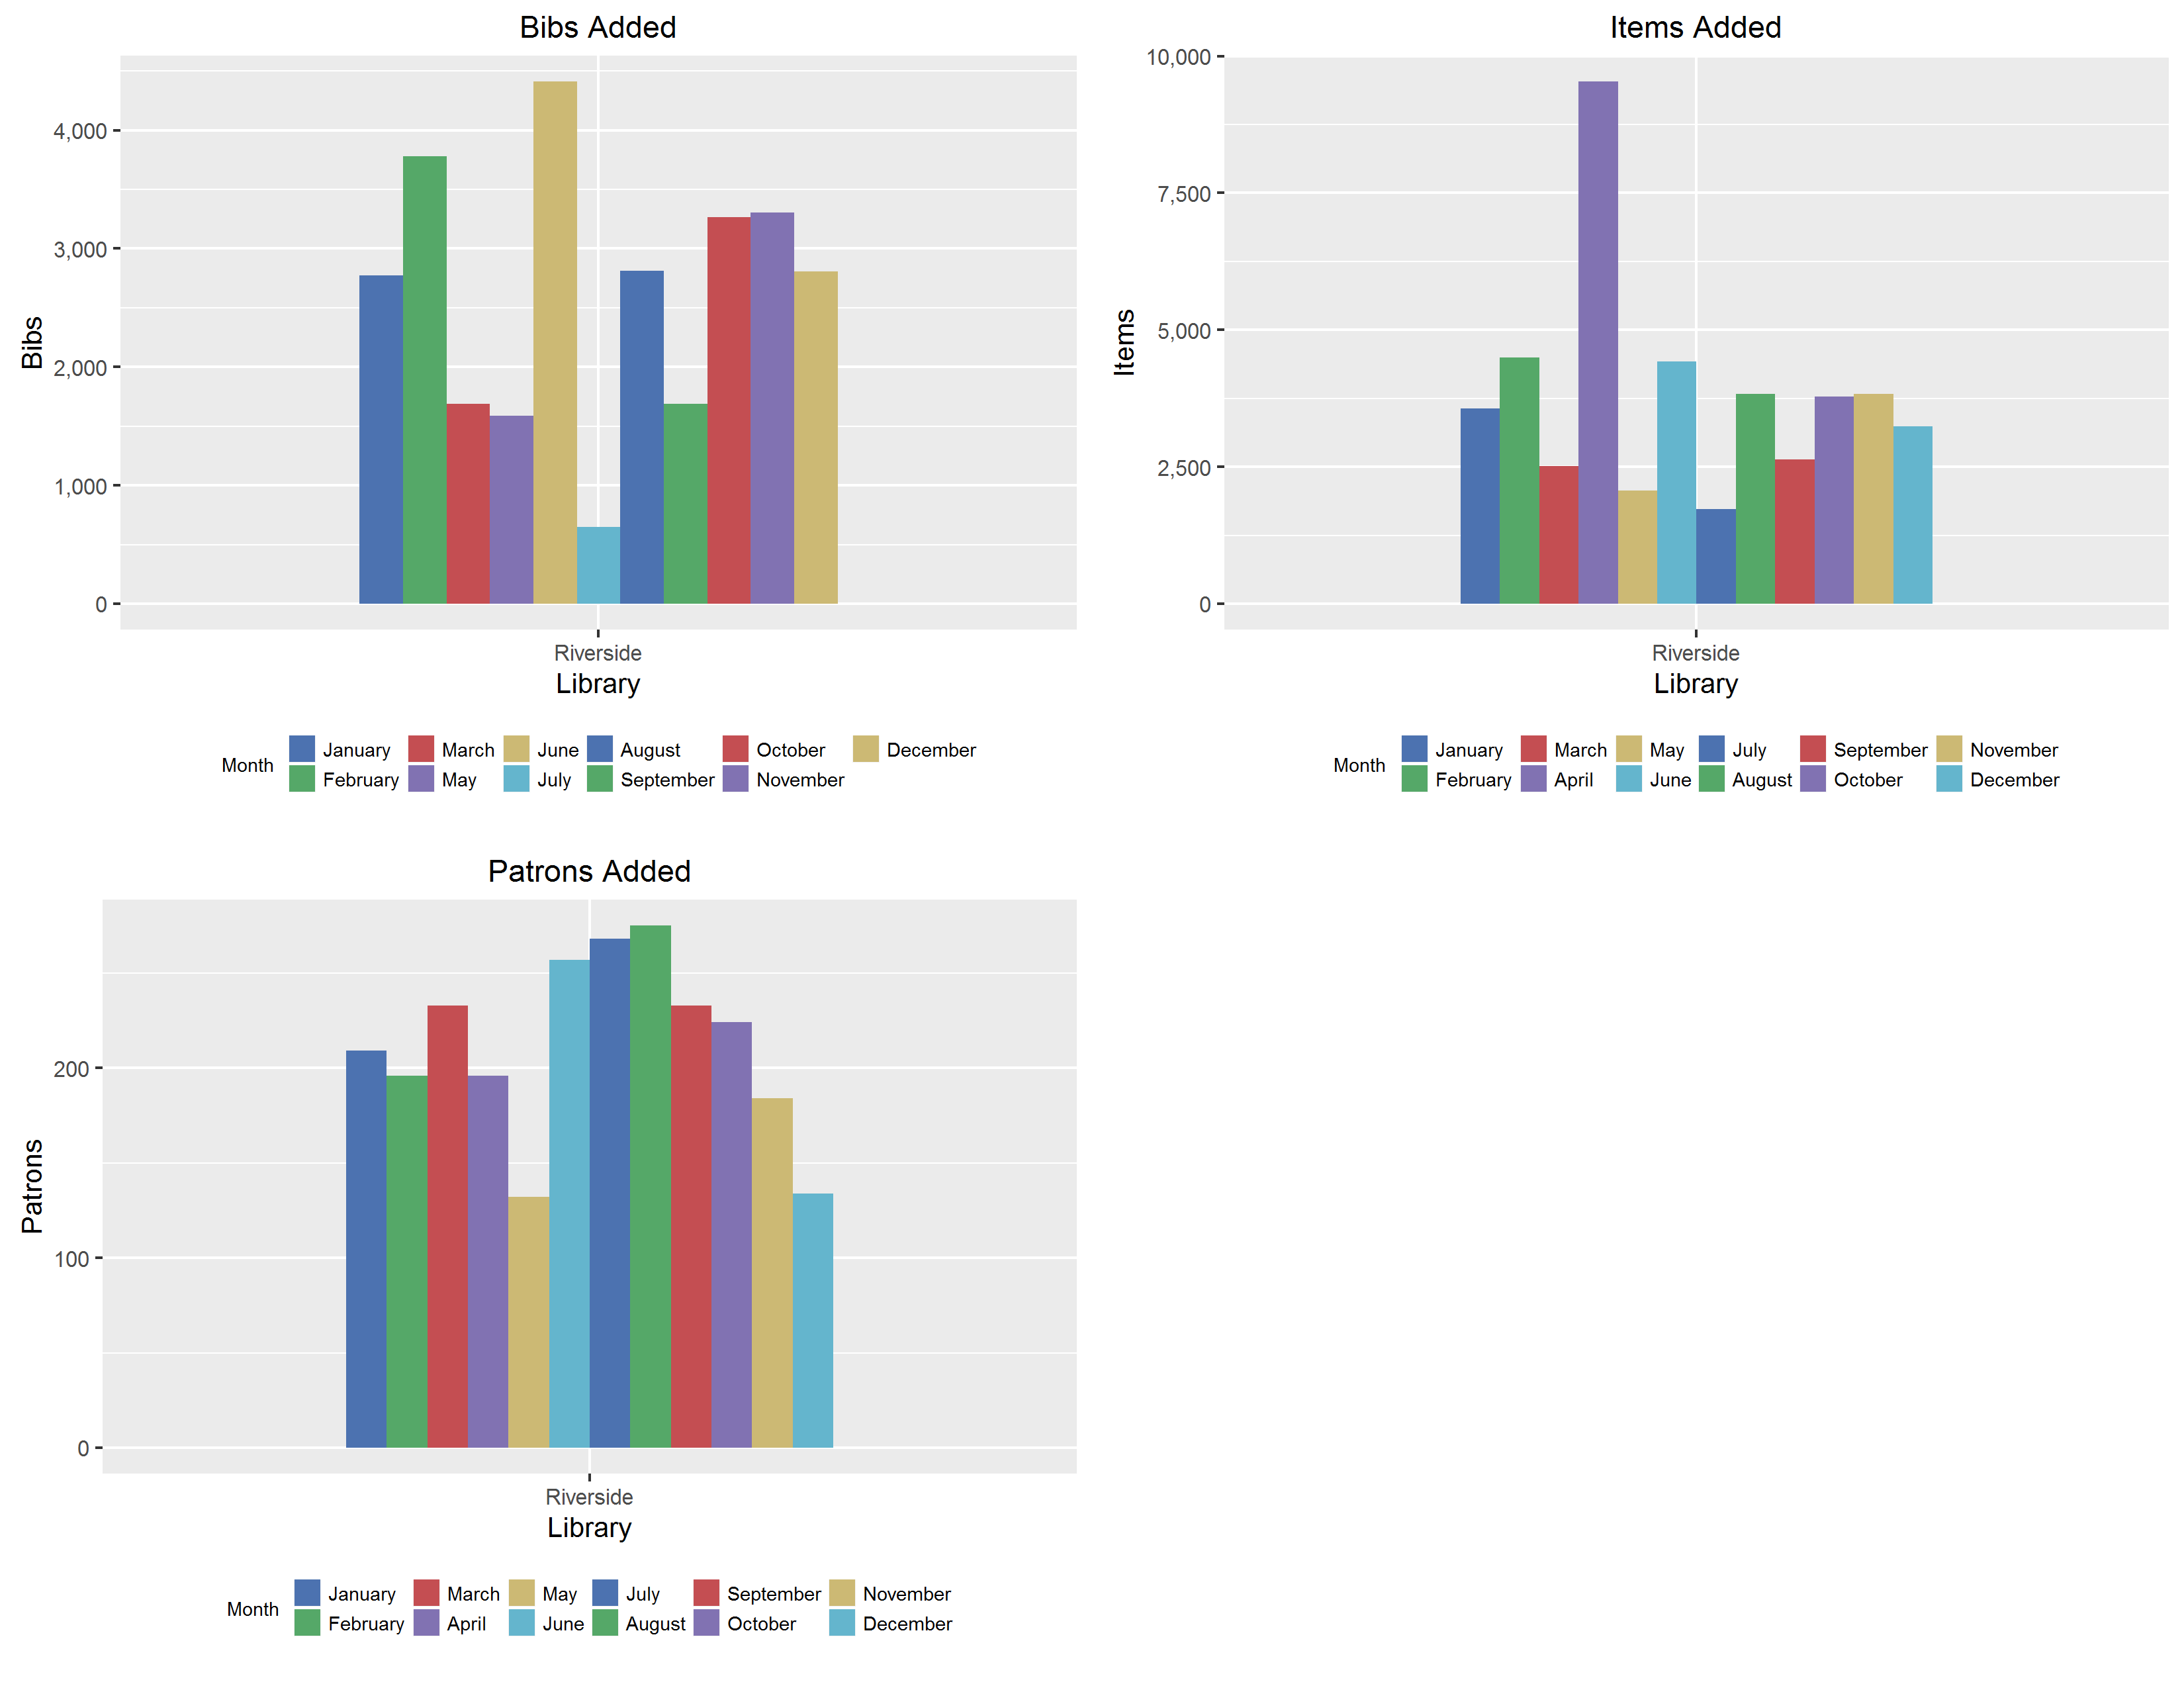 Bibs Added
Bibs
4,000
3,000
2,000
1,000
0
Riverside
Library
Month
January March June August October December
February May July September November
Items Added
Items
10,000
7,500
5,000
2,500
0
Riverside
Library
Month
January March May July September November
February April June August October December
Patrons Added
Patrons
200
100
0
Riverside
Library
Month
January March May July September November
February April June August October December